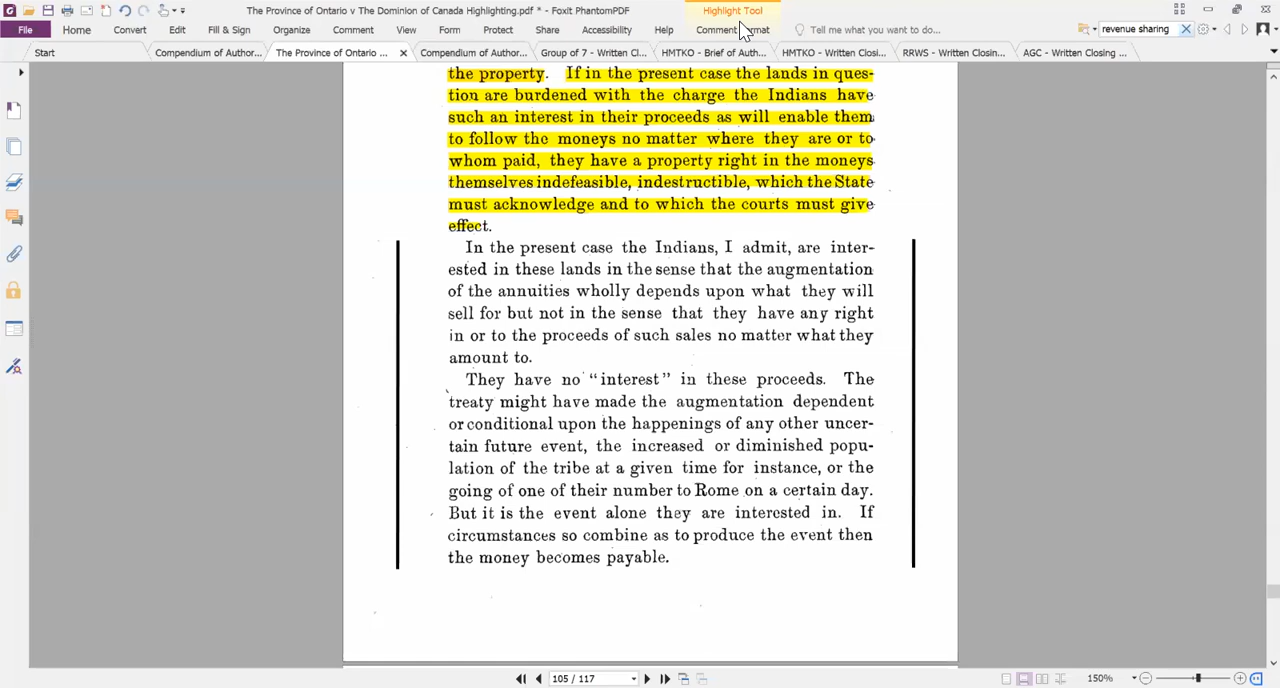 The Province of Ontario v The Dominion of Canada Highlighting.pdf * - Foxit PhantomPDF
Highlight Tool
File Home Convert Edit Fill & Sign Organize Comment View Form Protect Share Accessibility Help Comment Format Tell me what you want to do... revenue sharing
Start Compendium of Author... The Province of Ontario ... Compendium of Author... Group of 7 - Written Cl... HMTKO - Brief of Auth... HMTKO - Written Closi... RRWS - Written Closin... AGC - Written Closing ...
the property. If in the present case the lands in ques-
tion are burdened with the charge the Indians have
such an interest in their proceeds as will enable them
to follow the moneys no matter where they are or to
whom paid, they have a property right in the moneys
themselves indefeasible, indestructible, which the State
must acknowledge and to which the courts must give
effect.
In the present case the Indians, I admit, are inter-
ested in these lands in the sense that the augmentation
of the annuities wholly depends upon what they will
sell for but not in the sense that they have any right
in or to the proceeds of such sales no matter what they
amount to.
They have no "interest" in these proceeds. The
treaty might have made the augmentation dependent
or conditional upon the happenings of any other uncer-
tain future event, the increased or diminished popu-
lation of the tribe at a given time for instance, or the
going of one of their number to Rome on a certain day.
But it is the event alone they are interested in. If
circumstances so combine as to produce the event then
the money becomes payable.
105 / 117 150%